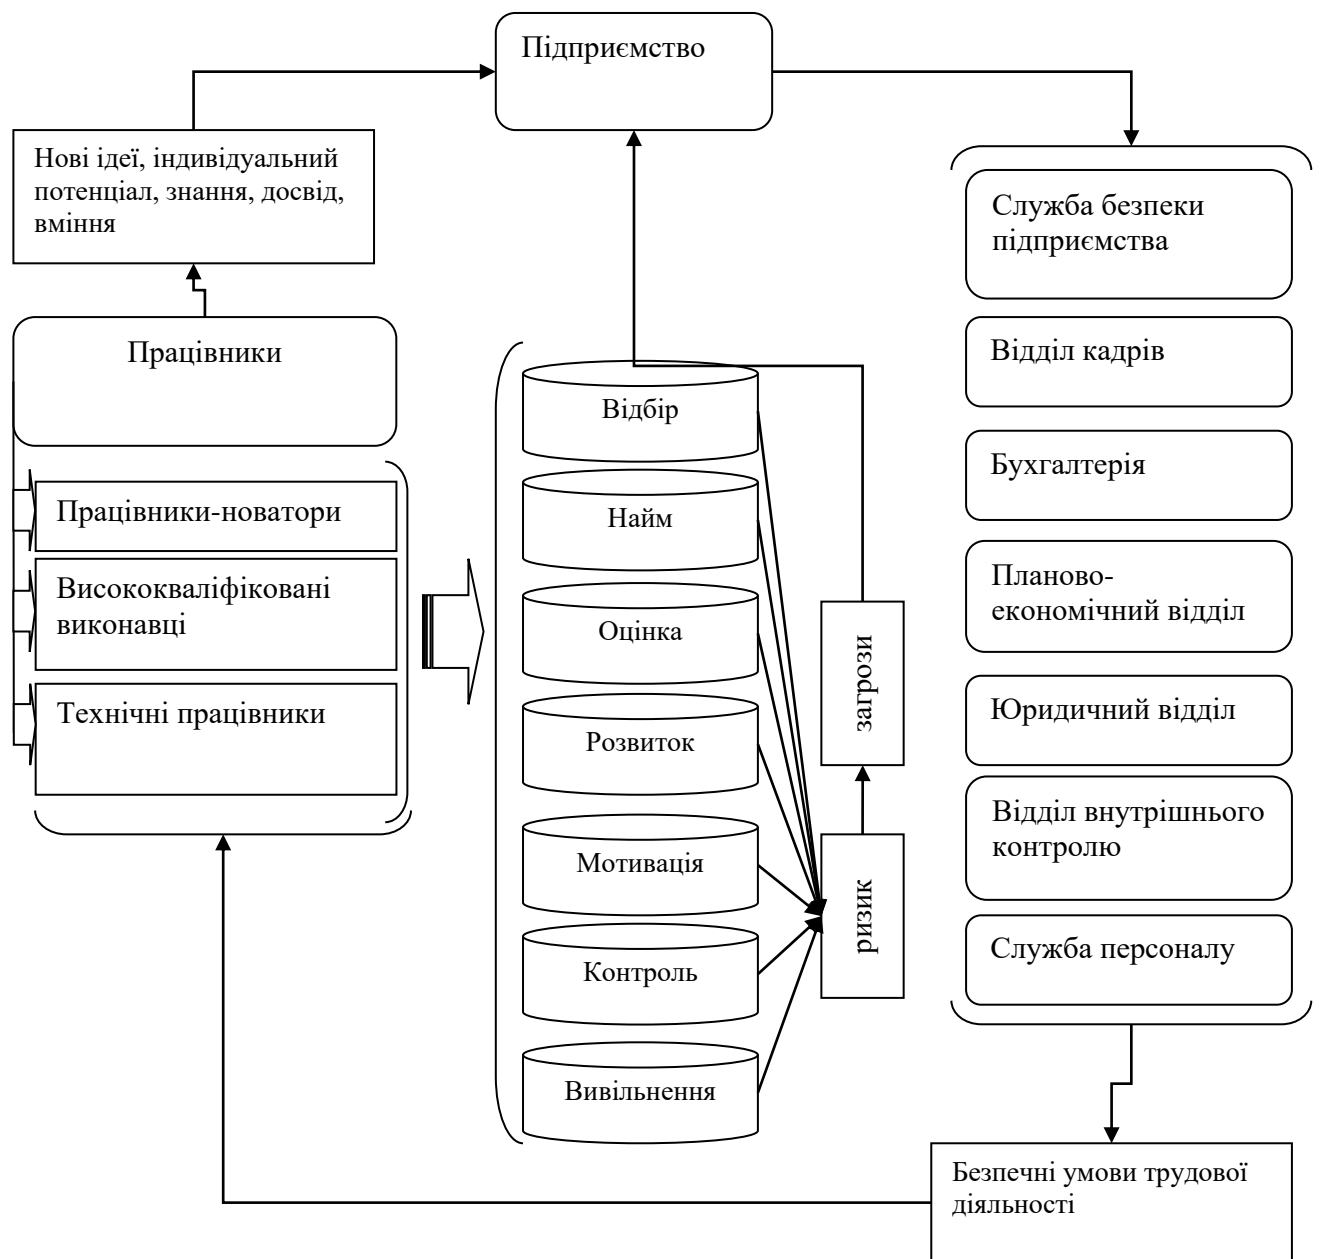 Підприємство
Нові ідеї, індивідуальний
потенціал, знання, досвід,
вміння
Працівники
Працівники-новатори
Висококваліфіковані
виконавці
Технічні працівники
Відбір
Найм
Оцінка
Розвиток
Мотивація
Контроль
Вивільнення
загрози
ризик
Служба безпеки
підприємства
Відділ кадрів
Бухгалтерія
Планово-
економічний відділ
Юридичний відділ
Відділ внутрішнього
контролю
Служба персоналу
Безпечні умови трудової
діяльності